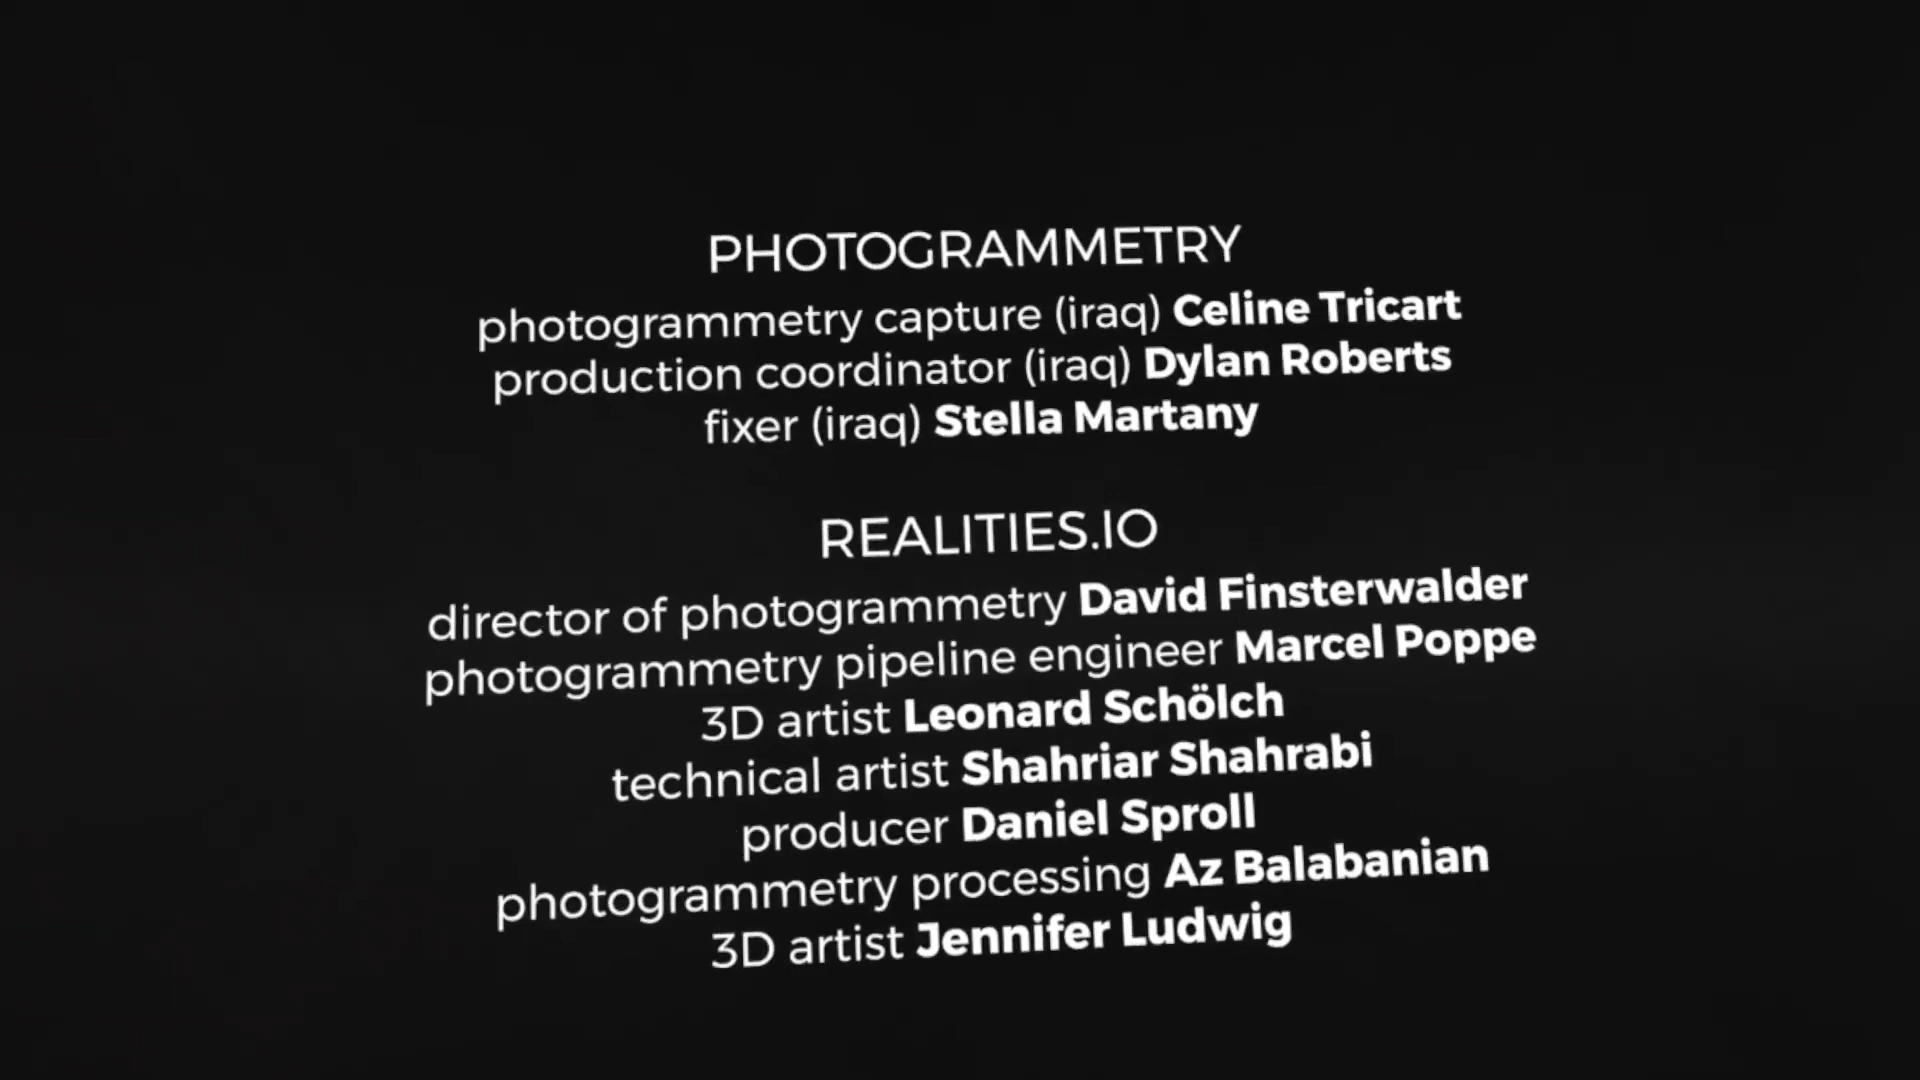 PHOTOGRAMMETRY
photogrammetry capture (iraq) Celine Tricart
production coordinator (iraq) Dylan Roberts
fixer (iraq) Stella Martany
REALITIES.IO
director of photogrammetry David Finsterwalder
photogrammetry pipeline engineer Marcel Poppe
3D artist Leonard Schölch
technical artist Shahriar Shahrabi
producer Daniel Sproll
photogrammetry processing Az Balabanian
3D artist Jennifer Ludwig